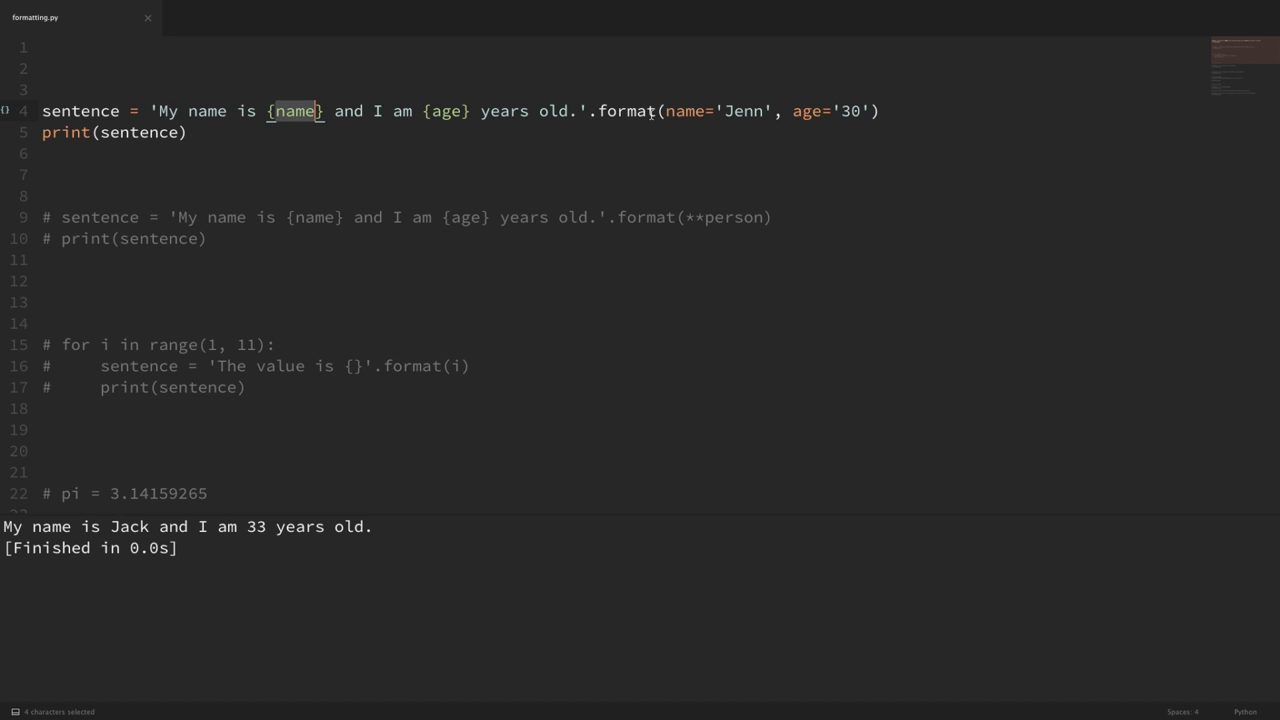 formatting.py
1
2
3
4 sentence = 'My name is {name} and I am {age} years old.'.format(name='Jenn', age='30')
5 print(sentence)
6
7
8
9 # sentence = 'My name is {name} and I am {age} years old.'.format(**person)
10 # print(sentence)
11
12
13
14
15 # for i in range(1, 11):
16 #     sentence = 'The value is {}'.format(i)
17 #     print(sentence)
18
19
20
21
22 # pi = 3.14159265
My name is Jack and I am 33 years old.
[Finished in 0.0s]
4 characters selected
Spaces: 4
Python